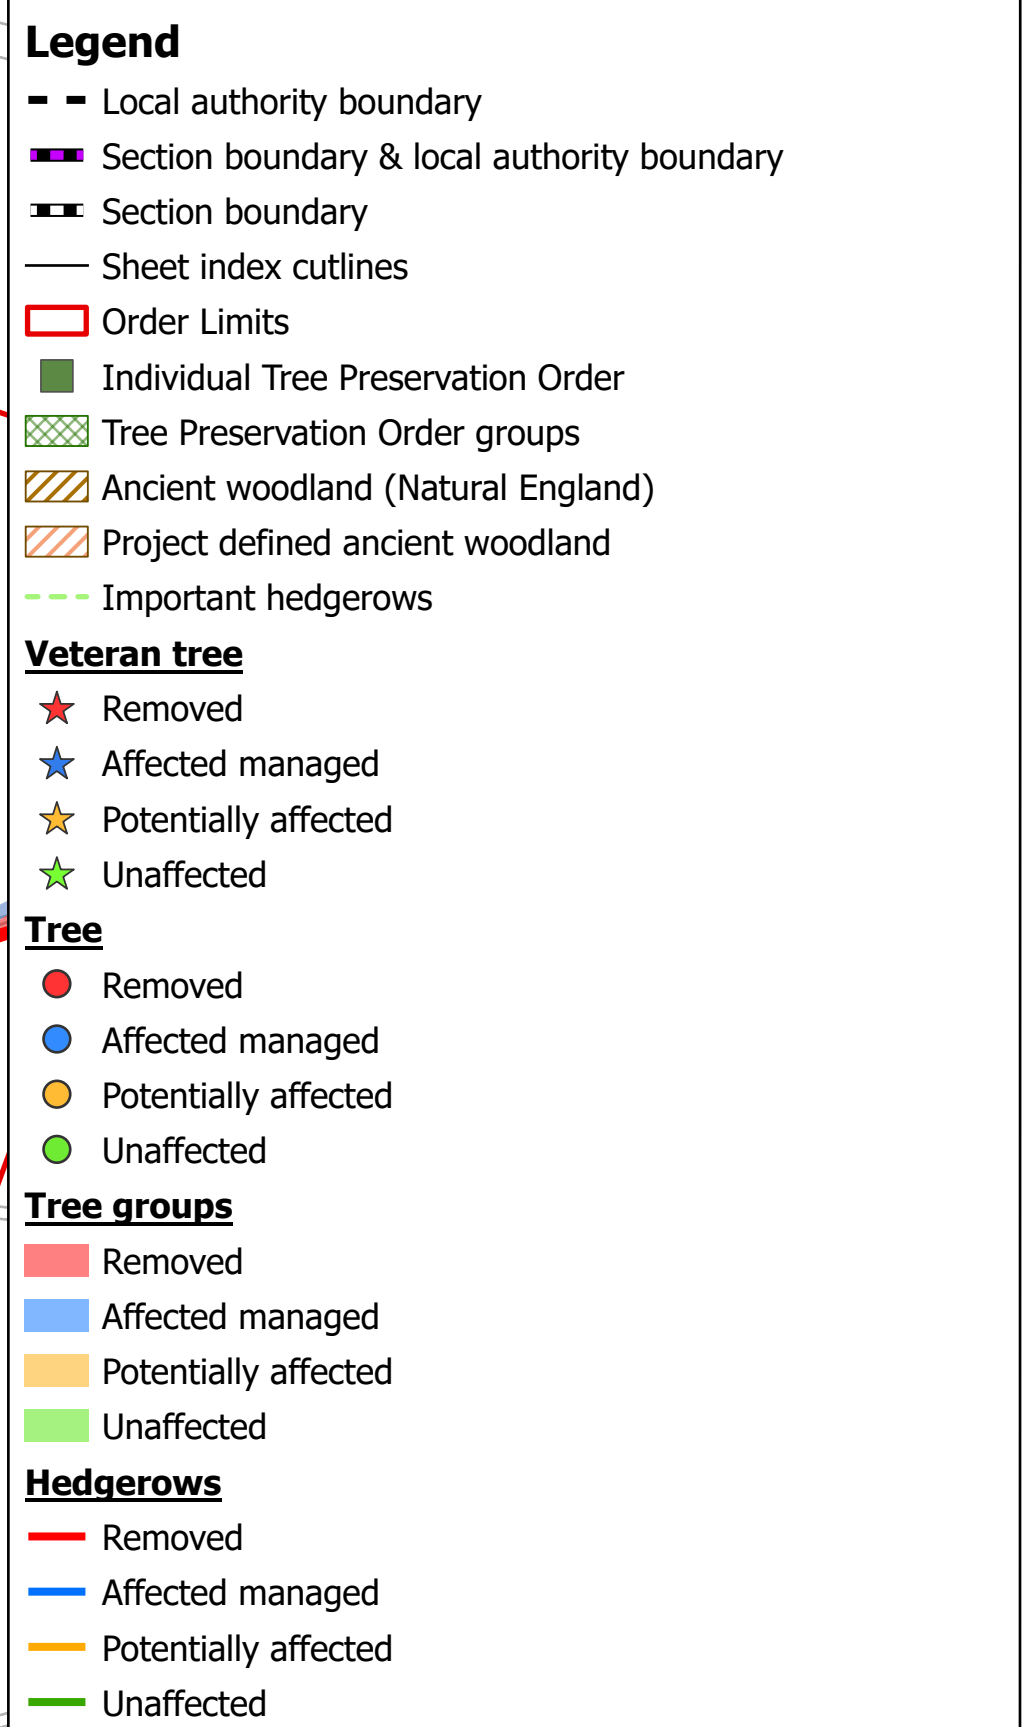 Legend
Local authority boundary
Section boundary & local authority boundary
Section boundary
Sheet index cutlines
Order Limits
Individual Tree Preservation Order
Tree Preservation Order groups
Ancient woodland (Natural England)
Project defined ancient woodland
Important hedgerows
Veteran tree
Removed
Affected managed
Potentially affected
Unaffected
Tree
Removed
Affected managed
Potentially affected
Unaffected
Tree groups
Removed
Affected managed
Potentially affected
Unaffected
Hedgerows
Removed
Affected managed
Potentially affected
Unaffected